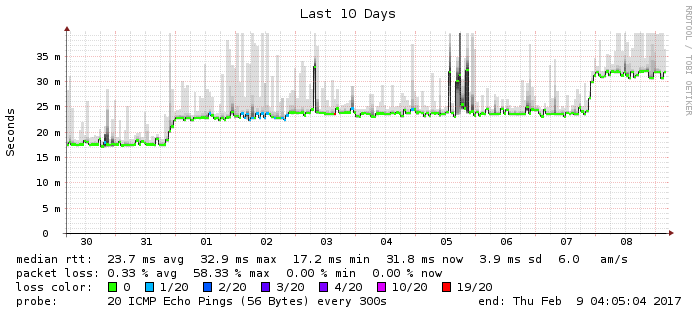 Last 10 Days
RRDTOOL / TOBI OETIKER
Seconds
35 m
30 m
25 m
20 m
15 m
10 m
5 m
0
30 31 01 02 03 04 05 06 07 08
median rtt: 23.7 ms avg 32.9 ms max 17.2 ms min 31.8 ms now 3.9 ms sd 6.0 am/s
packet loss: 0.33 % avg 58.33 % max 0.00 % min 0.00 % now
loss color: 0 1/20 2/20 3/20 4/20 10/20 19/20
probe: 20 ICMP Echo Pings (56 Bytes) every 300s end: Thu Feb 9 04:05:04 2017